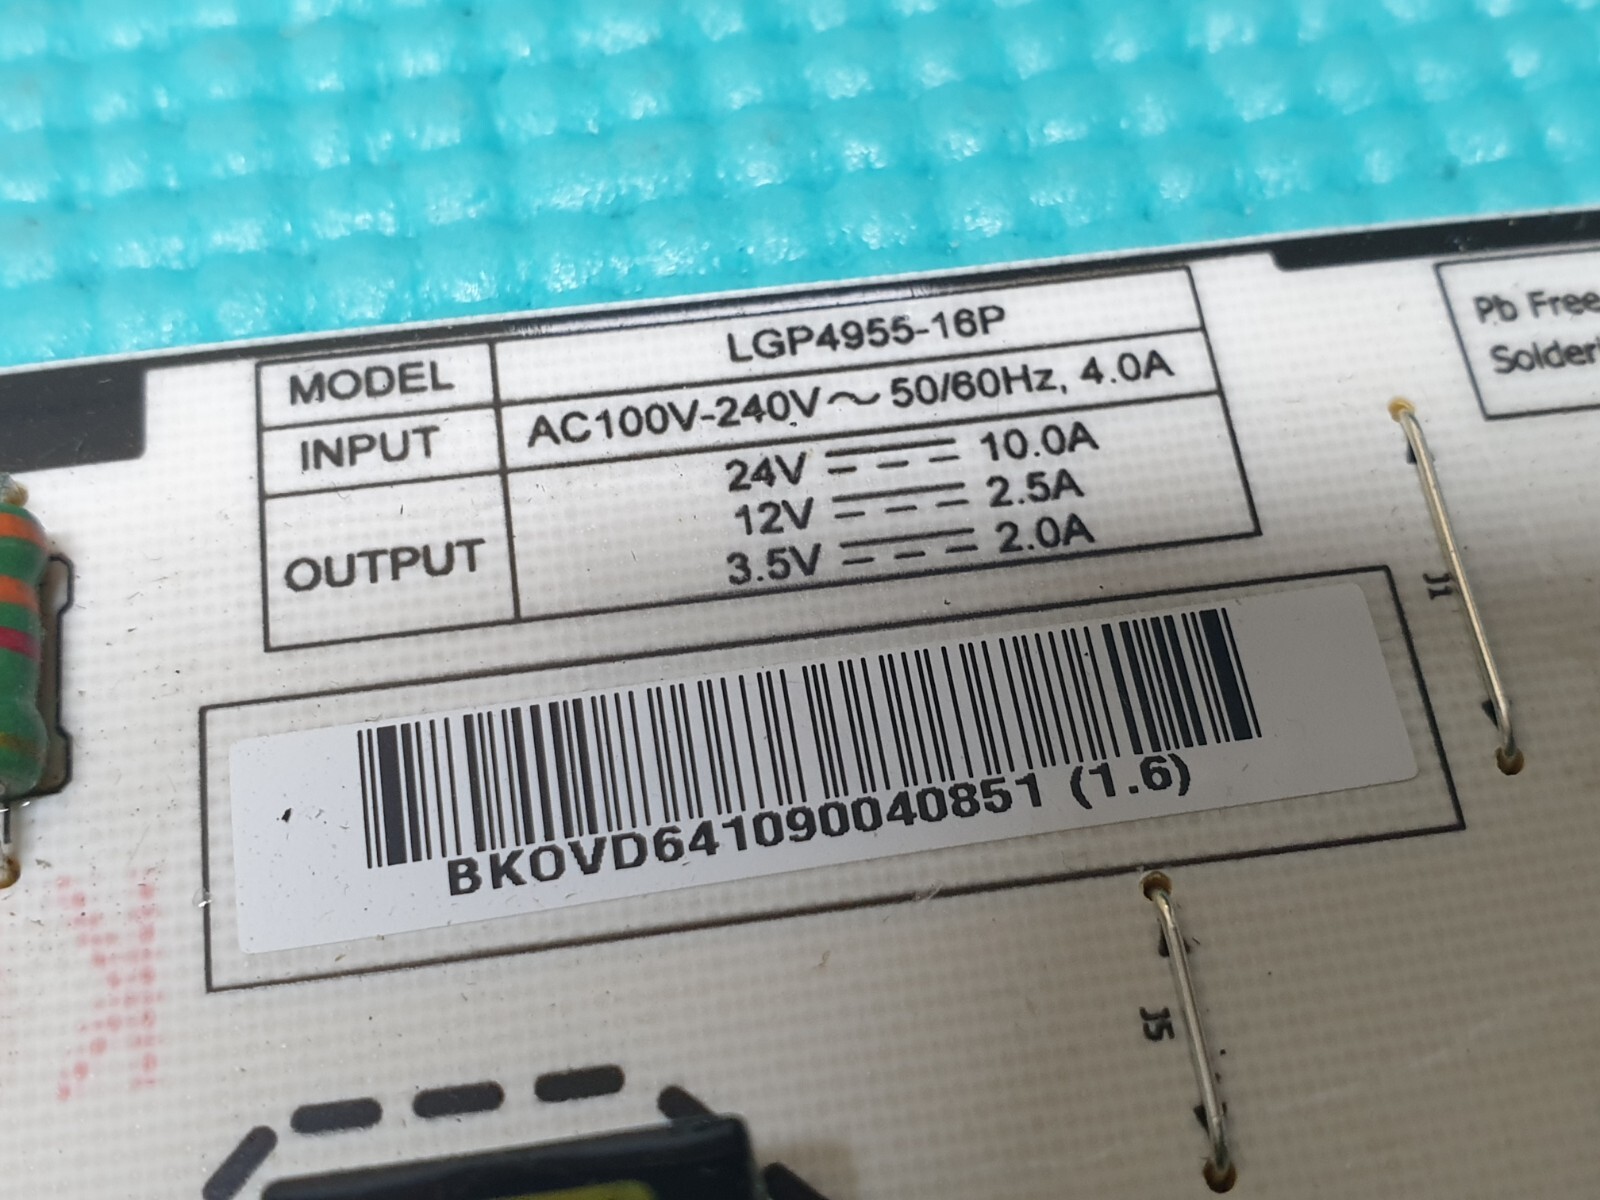 MODEL LGP4955-16P
INPUT AC100V-240V～ 50/60Hz, 4.0A
OUTPUT
24V ⎓ 10.0A
12V ⎓ 2.5A
3.5V ⎓ 2.0A
Pb Free
BKOVD641090040851 (1.6)
J1
J5